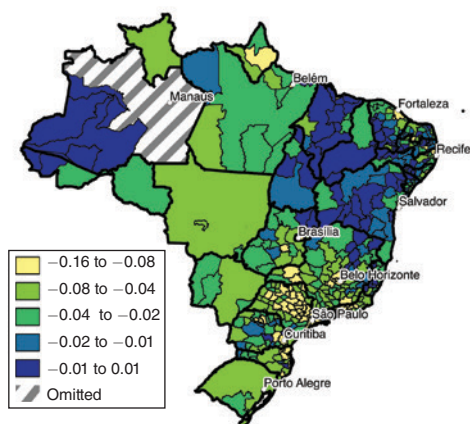 Belém
Manaus
Fortaleza
Recife
Salvador
Brasília
Belo Horizonte
São Paulo
Curitiba
Porto Alegre
−0.16 to −0.08
−0.08 to −0.04
−0.04 to −0.02
−0.02 to −0.01
−0.01 to 0.01
Omitted